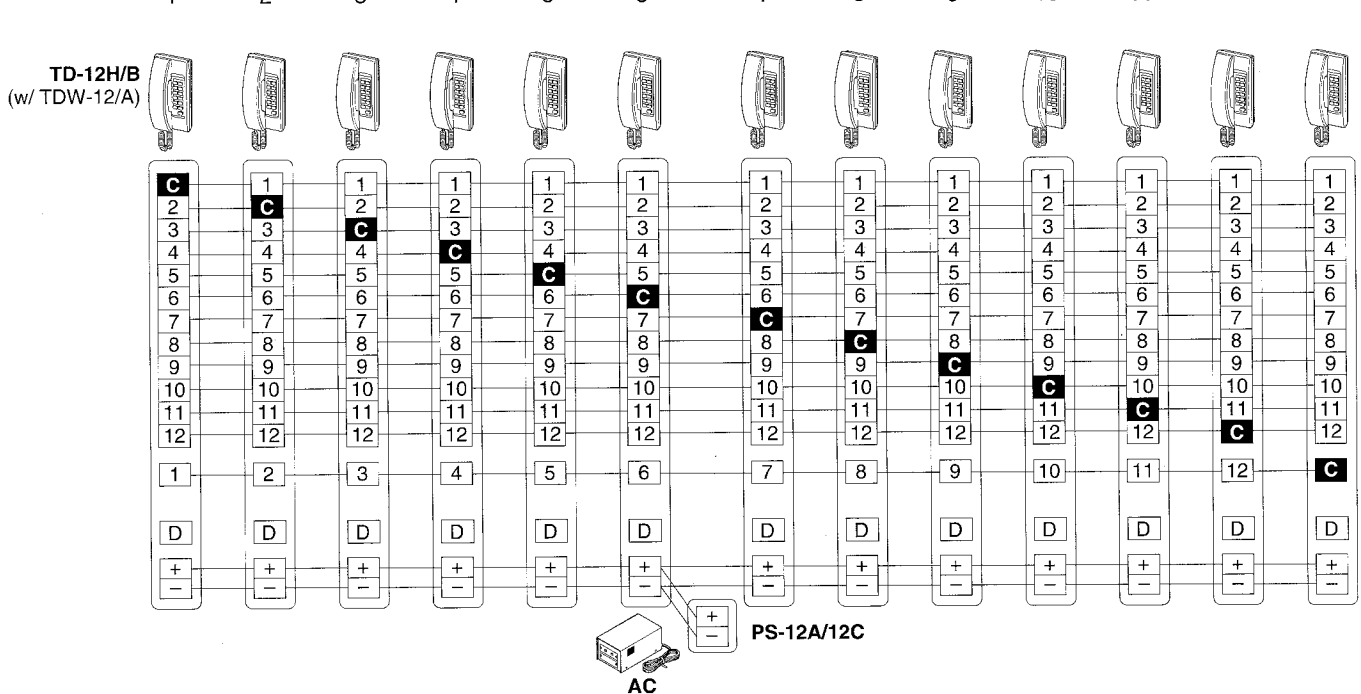 TD-12H/B
(w/ TDW-12/A)
C 1 1 1 1 1 1 1 1 1 1 1 1
2 C 2 2 2 2 2 2 2 2 2 2 2
3 3 C 3 3 3 3 3 3 3 3 3 3
4 4 4 C 4 4 4 4 4 4 4 4 4
5 5 5 5 C 5 5 5 5 5 5 5 5
6 6 6 6 6 C 6 6 6 6 6 6 6
7 7 7 7 7 7 C 7 7 7 7 7 7
8 8 8 8 8 8 8 C 8 8 8 8 8
9 9 9 9 9 9 9 9 C 9 9 9 9
10 10 10 10 10 10 10 10 10 C 10 10 10
11 11 11 11 11 11 11 11 11 11 C 11 11
12 12 12 12 12 12 12 12 12 12 12 C 12
1 2 3 4 5 6 7 8 9 10 11 12 C
D D D D D D D D D D D D D
+ + + + + + + + + + + + +
− − − − − − − − − − − − −
+
− PS-12A/12C
AC